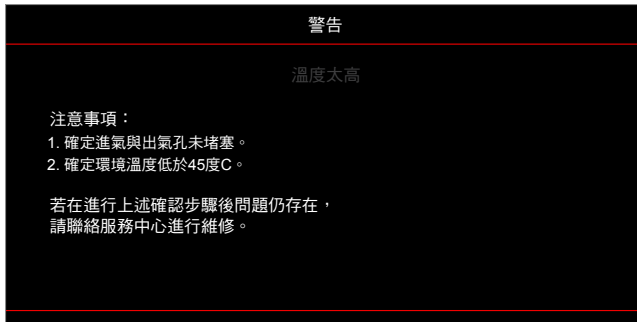 警告
溫度太高
注意事項：
1. 確定進氣與出氣孔未堵塞。
2. 確定環境溫度低於45度C。
若在進行上述確認步驟後問題仍存在，
請聯絡服務中心進行維修。